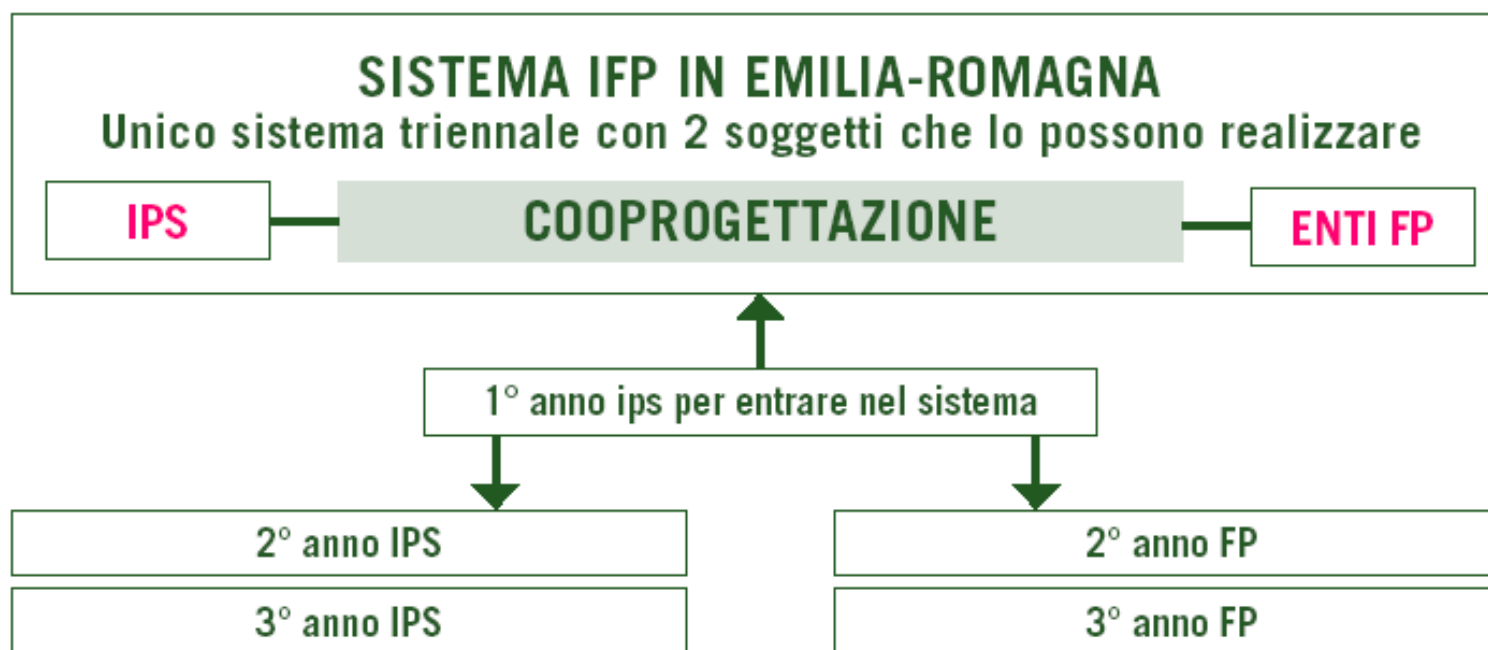 SISTEMA IFP IN EMILIA-ROMAGNA
Unico sistema triennale con 2 soggetti che lo possono realizzare
IPS
COOPROGETTAZIONE
ENTI FP
1° anno ips per entrare nel sistema
2° anno IPS
2° anno FP
3° anno IPS
3° anno FP